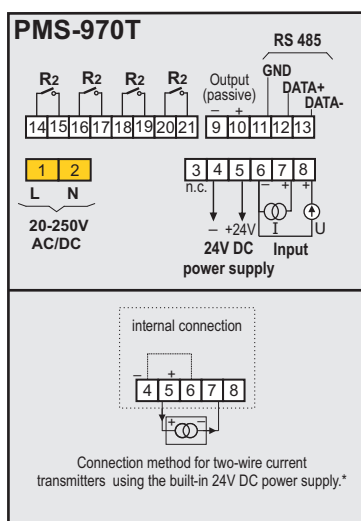 PMS-970T
RS 485
GND
DATA+
DATA-
R2 R2 R2 R2
Output
(passive)
– +
14 15 16 17 18 19 20 21 9 10 11 12 13
1 2
L N
20-250V
AC/DC
3 4 5 6 7 8
n.c. – + +
– +24V I U
24V DC
power supply
Input
internal connection
– +
4 5 6 7 8
+ –
Connection method for two-wire current
transmitters using the built-in 24V DC power supply.*